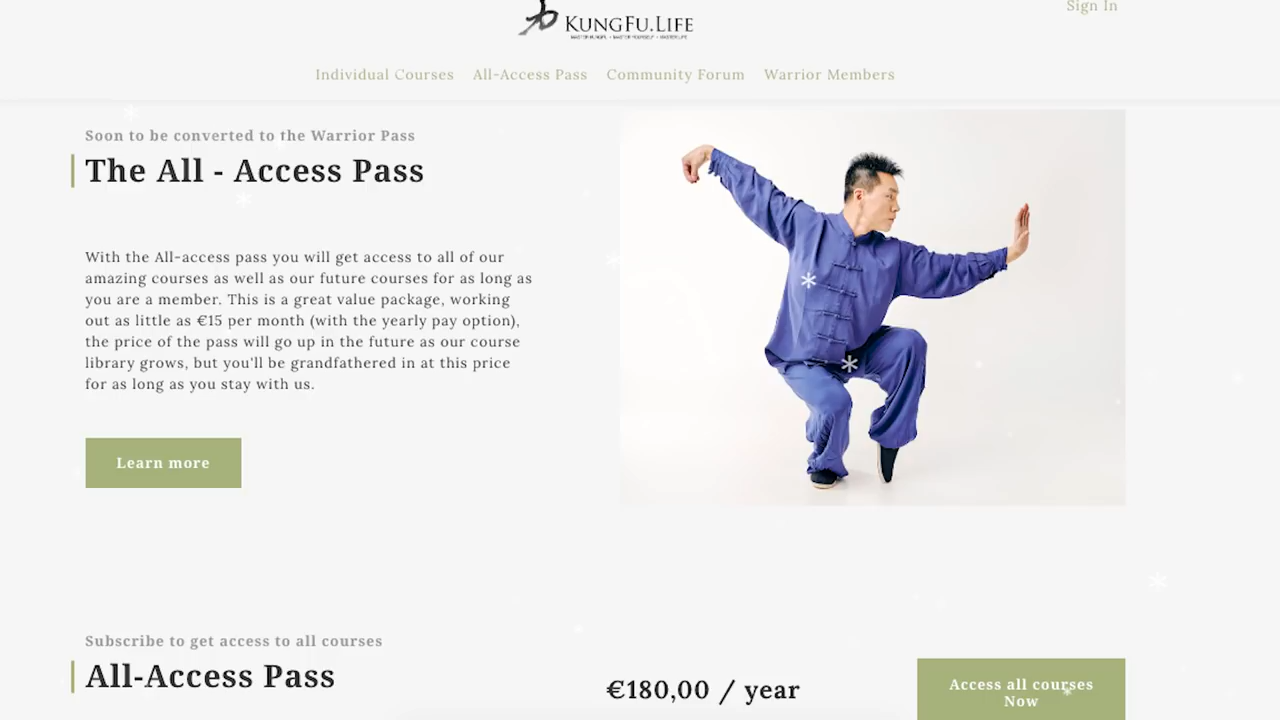 Sign In
KUNGFU.LIFE
Individual Courses All-Access Pass Community Forum Warrior Members
Soon to be converted to the Warrior Pass
The All - Access Pass
With the All-access pass you will get access to all of our
amazing courses as well as our future courses for as long as
you are a member. This is a great value package, working
out as little as €15 per month (with the yearly pay option),
the price of the pass will go up in the future as our course
library grows, but you'll be grandfathered in at this price
for as long as you stay with us.
Learn more
Subscribe to get access to all courses
All-Access Pass
€180,00 / year
Access all courses
Now